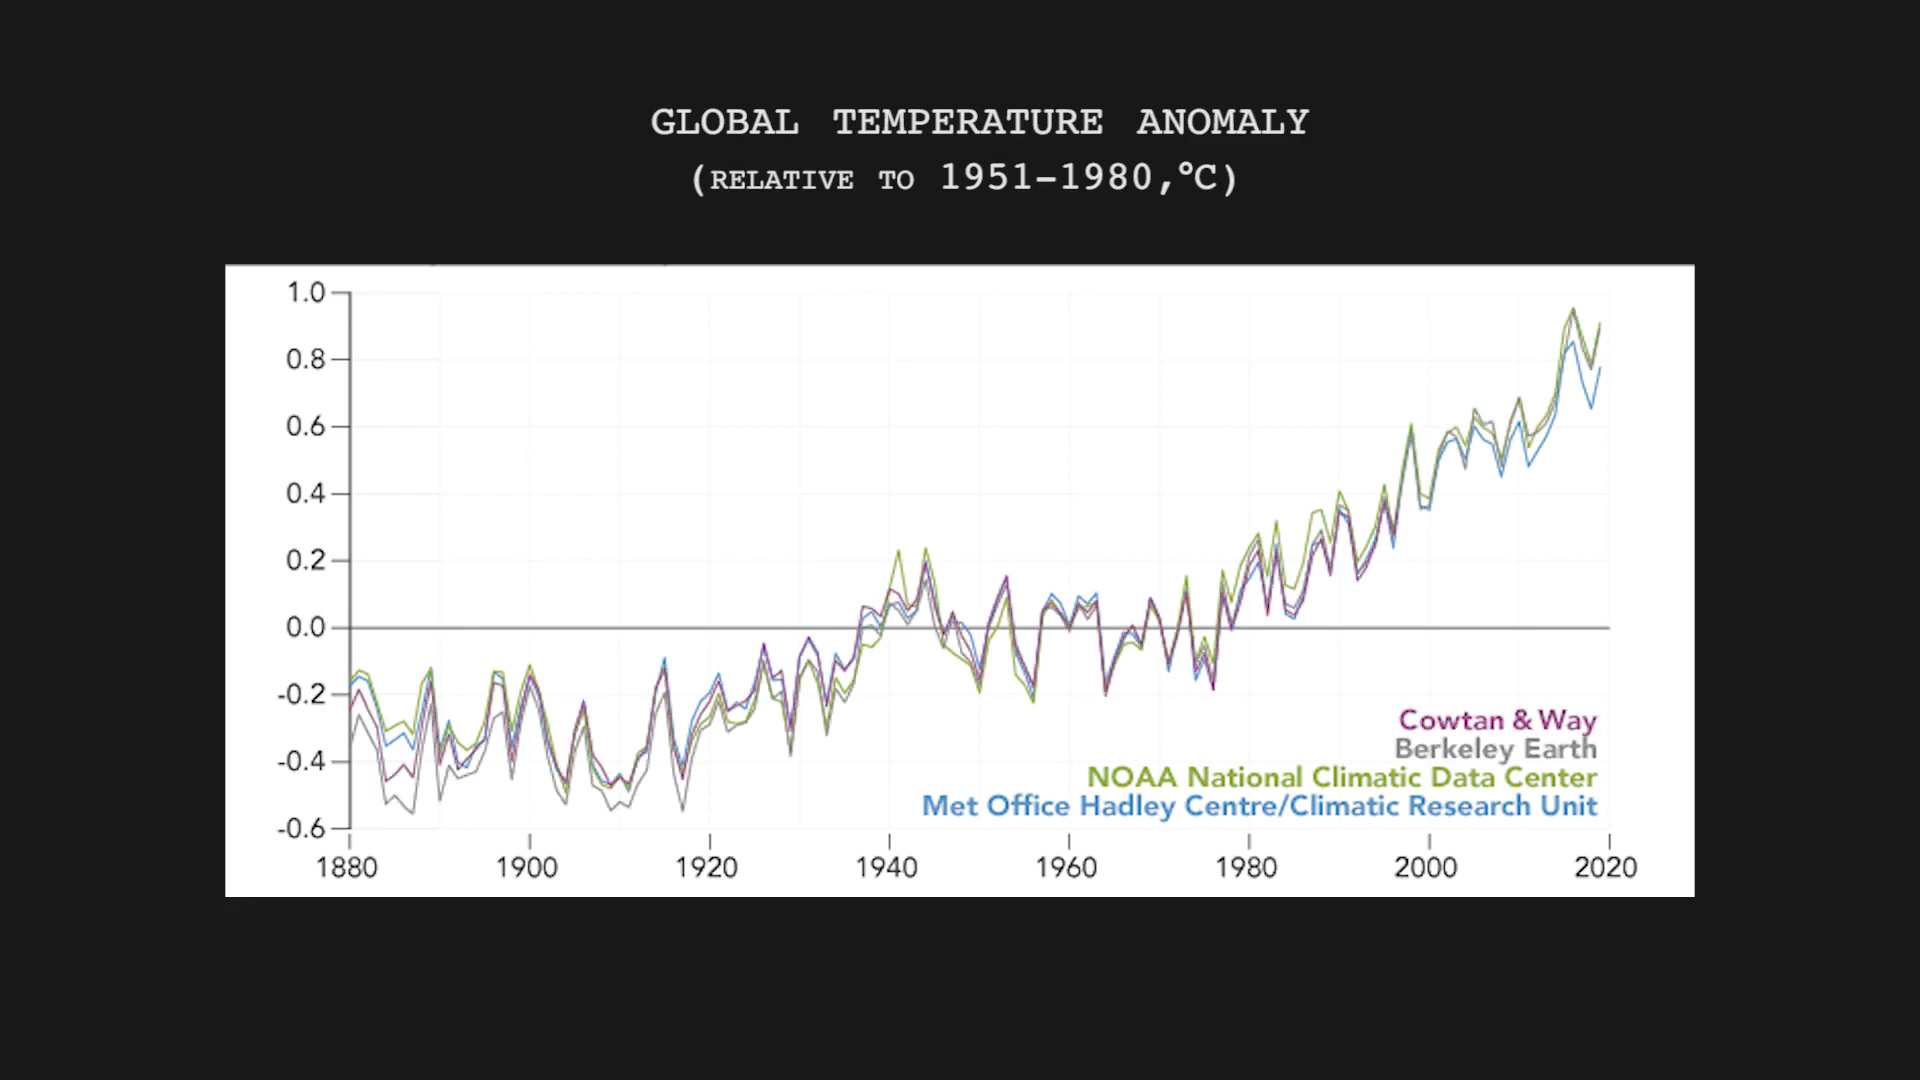 GLOBAL TEMPERATURE ANOMALY
(RELATIVE TO 1951–1980,°C)
1.0
0.8
0.6
0.4
0.2
0.0
-0.2
-0.4
-0.6
Cowtan & Way
Berkeley Earth
NOAA National Climatic Data Center
Met Office Hadley Centre/Climatic Research Unit
1880 1900 1920 1940 1960 1980 2000 2020